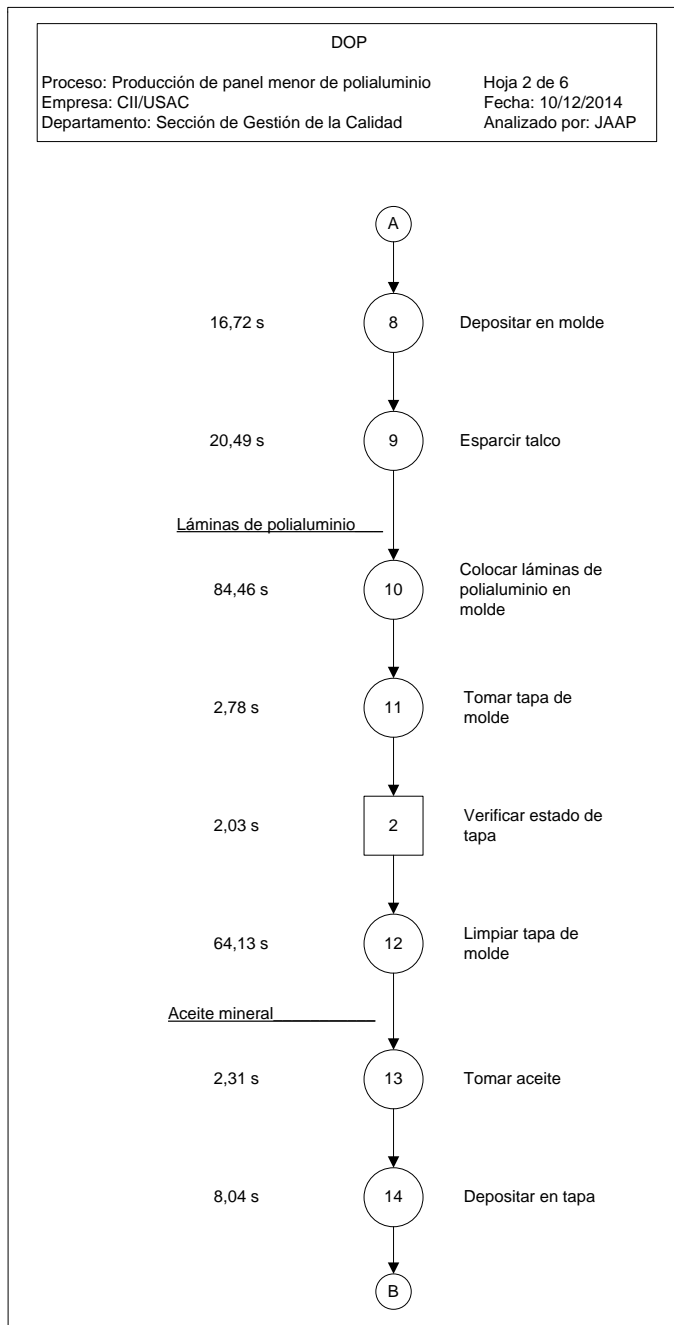 DOP
Proceso: Producción de panel menor de polialuminio
Hoja 2 de 6
Empresa: CII/USAC
Fecha: 10/12/2014
Departamento: Sección de Gestión de la Calidad
Analizado por: JAAP
A
16,72 s
8
Depositar en molde
20,49 s
9
Esparcir talco
Láminas de polialuminio
84,46 s
10
Colocar láminas de
polialuminio en
molde
2,78 s
11
Tomar tapa de
molde
2,03 s
2
Verificar estado de
tapa
64,13 s
12
Limpiar tapa de
molde
Aceite mineral
2,31 s
13
Tomar aceite
8,04 s
14
Depositar en tapa
B